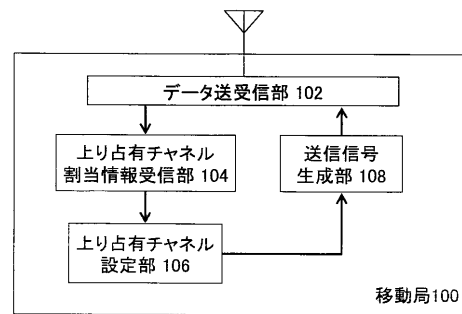 データ送受信部 102
上り占有チャネル
割当情報受信部 104
送信信号
生成部 108
上り占有チャネル
設定部 106
移動局100